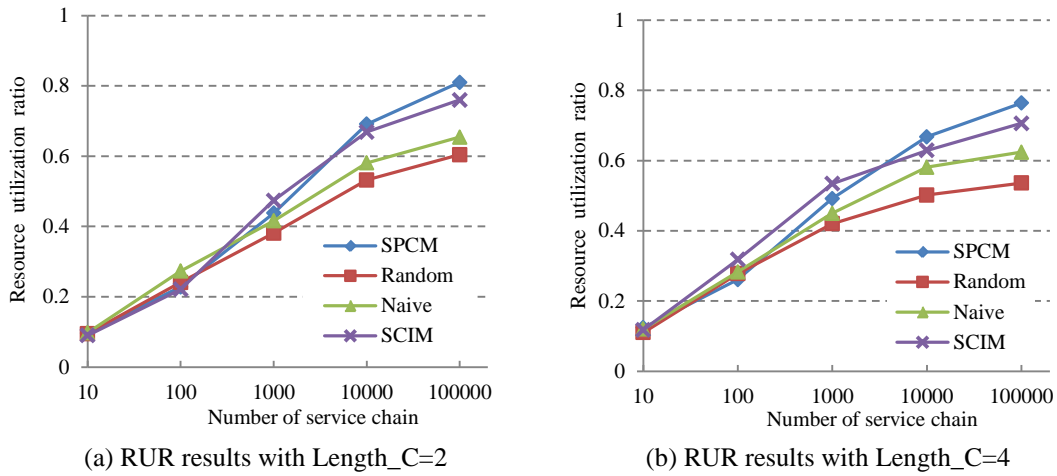 Resource utilization ratio
1
0.8
0.6
0.4
0.2
0
10 100 1000 10000 100000
Number of service chain
SPCM
Random
Naive
SCIM
(a) RUR results with Length_C=2
Resource utilization ratio
1
0.8
0.6
0.4
0.2
0
10 100 1000 10000 100000
Number of service chain
SPCM
Random
Naive
SCIM
(b) RUR results with Length_C=4